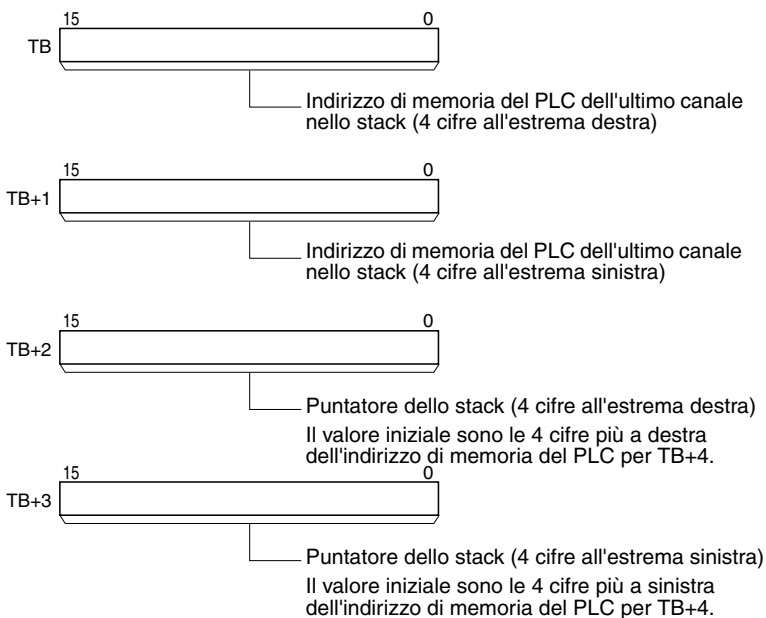 15 0
TB
Indirizzo di memoria del PLC dell'ultimo canale
nello stack (4 cifre all'estrema destra)
15 0
TB+1
Indirizzo di memoria del PLC dell'ultimo canale
nello stack (4 cifre all'estrema sinistra)
15 0
TB+2
Puntatore dello stack (4 cifre all'estrema destra)
Il valore iniziale sono le 4 cifre più a destra
dell'indirizzo di memoria del PLC per TB+4.
15 0
TB+3
Puntatore dello stack (4 cifre all'estrema sinistra)
Il valore iniziale sono le 4 cifre più a sinistra
dell'indirizzo di memoria del PLC per TB+4.